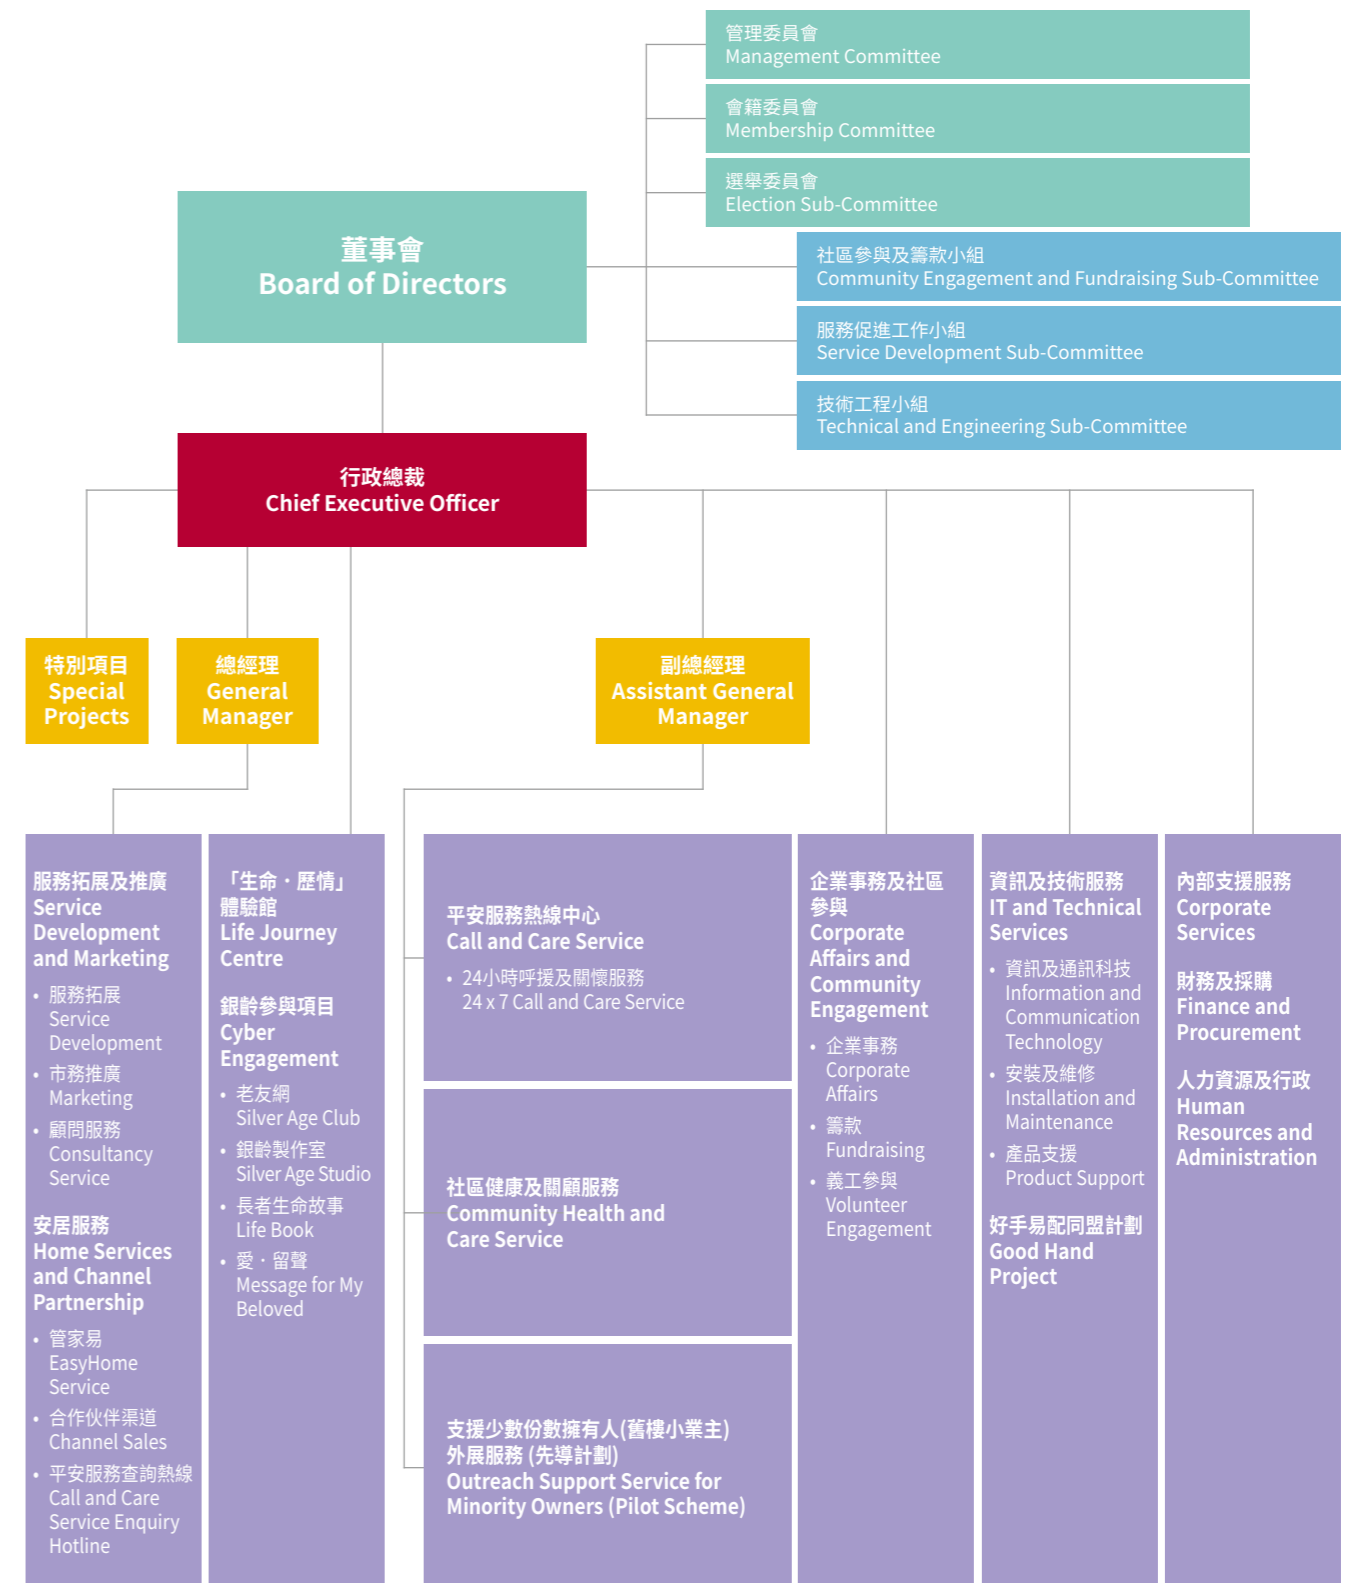 管理委員會
Management Committee
會籍委員會
Membership Committee
選舉委員會
Election Sub-Committee
董事會
Board of Directors
社區參與及籌款小組
Community Engagement and Fundraising Sub-Committee
服務促進工作小組
Service Development Sub-Committee
技術工程小組
Technical and Engineering Sub-Committee
行政總裁
Chief Executive Officer
特別項目
Special
Projects
總經理
General
Manager
副總經理
Assistant General
Manager
服務拓展及推廣
Service
Development
and Marketing
• 服務拓展
Service
Development
• 市務推廣
Marketing
• 顧問服務
Consultancy
Service
安居服務
Home Services
and Channel
Partnership
• 管家易
EasyHome
Service
• 合作伙伴渠道
Channel Sales
• 平安服務查詢熱線
Call and Care
Service Enquiry
Hotline
「生命．歷情」
體驗館
Life Journey
Centre
銀齡參與項目
Cyber
Engagement
• 老友網
Silver Age Club
• 銀齡製作室
Silver Age Studio
• 長者生命故事
Life Book
• 愛．留聲
Message for My
Beloved
平安服務熱線中心
Call and Care Service
• 24小時呼援及關懷服務
24 x 7 Call and Care Service
社區健康及關顧服務
Community Health and
Care Service
支援少數份數擁有人(舊樓小業主)
外展服務 (先導計劃)
Outreach Support Service for
Minority Owners (Pilot Scheme)
企業事務及社區
參與
Corporate
Affairs and
Community
Engagement
• 企業事務
Corporate
Affairs
• 籌款
Fundraising
• 義工參與
Volunteer
Engagement
資訊及技術服務
IT and Technical
Services
• 資訊及通訊科技
Information and
Communication
Technology
• 安裝及維修
Installation and
Maintenance
• 產品支援
Product Support
好手易配同盟計劃
Good Hand
Project
內部支援服務
Corporate
Services
財務及採購
Finance and
Procurement
人力資源及行政
Human
Resources and
Administration